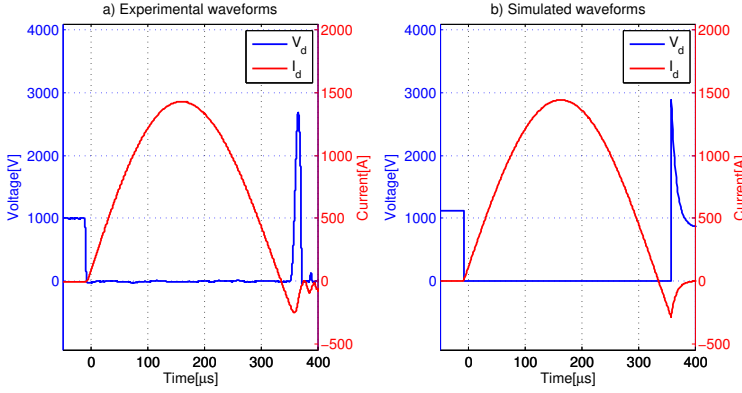 a) Experimental waveforms
4000
3000
2000
1000
0
Voltage[V]
2000
1500
1000
500
0
−500
Current[A]
V_d
I_d
0
100
200
300
400
Time[µs]
b) Simulated waveforms
4000
3000
2000
1000
0
Voltage[V]
2000
1500
1000
500
0
−500
Current[A]
V_d
I_d
0
100
200
300
400
Time[µs]